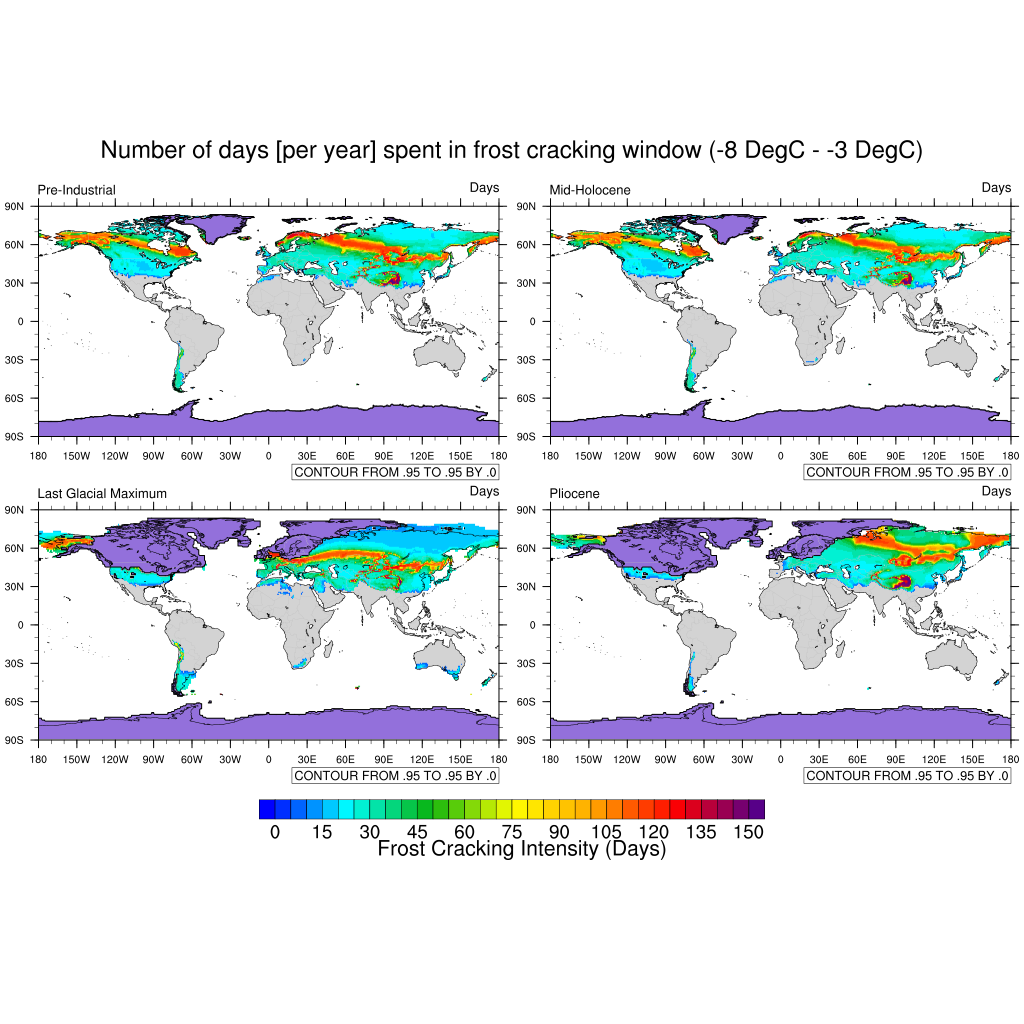 Number of days [per year] spent in frost cracking window (-8 DegC - -3 DegC)
Pre-Industrial Days
90N
60N
30N
0
30S
60S
90S
180 150W 120W 90W 60W 30W 0 30E 60E 90E 120E 150E 180
CONTOUR FROM .95 TO .95 BY .0
Mid-Holocene Days
90N
60N
30N
0
30S
60S
90S
180 150W 120W 90W 60W 30W 0 30E 60E 90E 120E 150E 180
CONTOUR FROM .95 TO .95 BY .0
Last Glacial Maximum Days
90N
60N
30N
0
30S
60S
90S
180 150W 120W 90W 60W 30W 0 30E 60E 90E 120E 150E 180
CONTOUR FROM .95 TO .95 BY .0
Pliocene Days
90N
60N
30N
0
30S
60S
90S
180 150W 120W 90W 60W 30W 0 30E 60E 90E 120E 150E 180
CONTOUR FROM .95 TO .95 BY .0
0 15 30 45 60 75 90 105 120 135 150
Frost Cracking Intensity (Days)